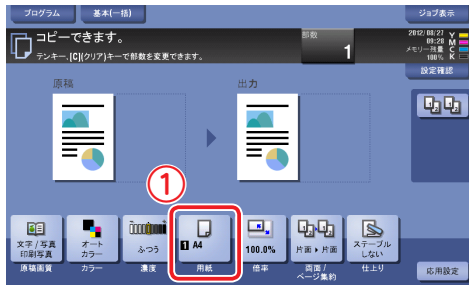 プログラム 基本(一括) ジョブ表示
コピーできます。
テンキー,[C](クリア)キーで部数を変更できます。
部数
1
2012/08/27
09:28
メモリー残量
100%
Y
M
C
K
設定確認
原稿 出力
1 2 1 2
①
文字/写真
印刷写真
原稿画質
オート
カラー
カラー
ふつう
濃度
1 A4
用紙
100.0%
倍率
片面 ▶ 片面
両面/
ページ集約
ステープル
しない
仕上り
応用設定